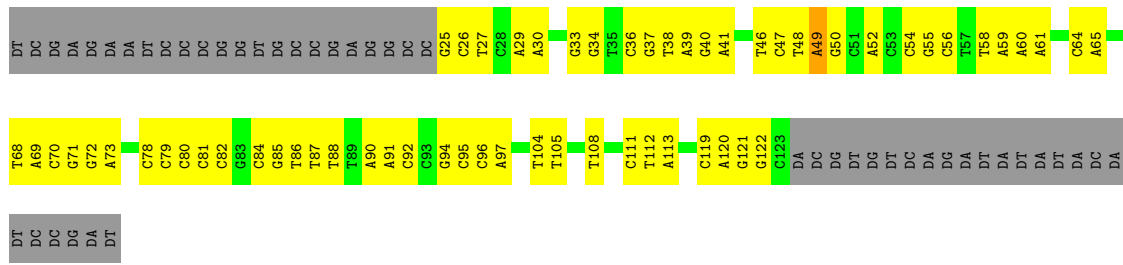 DT DC DG DA DG DA DA DT DC DC DC DG DG DT DG DC DC DG DA DG DG DC DC G25 C26 T27 C28 A29 A30 G33 G34 T35 C36 G37 T38 A39 G40 A41 T46 C47 T48 A49 G50 C51 A52 C53 C54 G55 C56 T57 T58 A59 A60 A61 C64 A65
T68 A69 C70 G71 G72 A73 C78 C79 C80 C81 C82 G83 C84 G85 T86 T87 T88 T89 A90 A91 C92 C93 G94 C95 C96 A97 T104 T105 T108 C111 T112 A113 C119 A120 G121 G122 C123 DA DC DG DT DG DT DC DA DG DA DT DA DT DA DT DA DC DA
DT DC DC DG DA DT